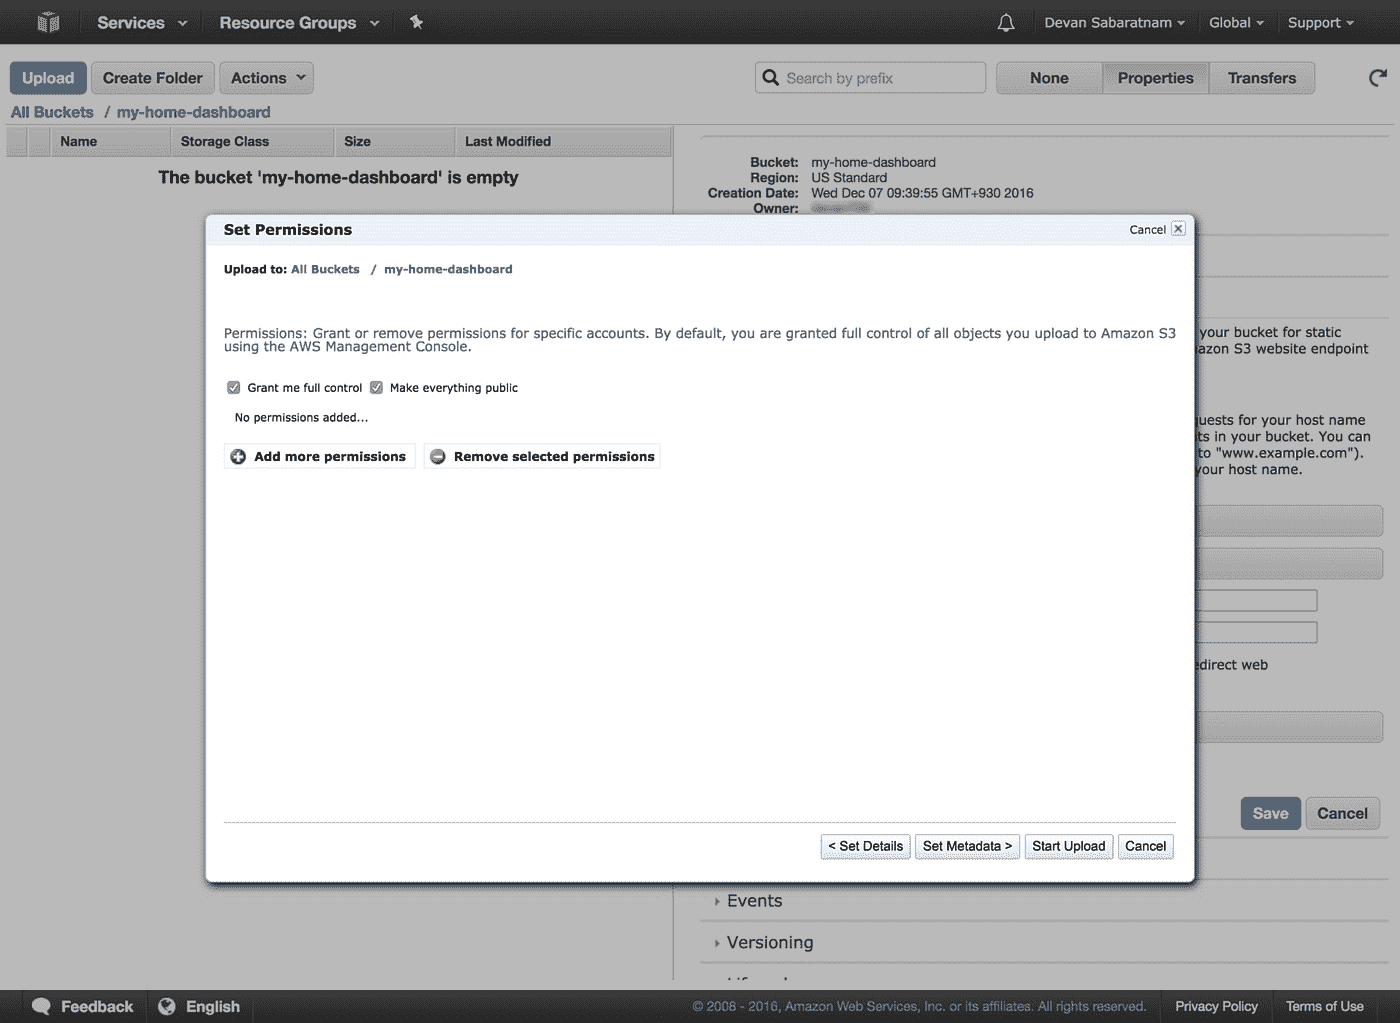 Services Resource Groups Devan Sabaratnam Global Support
Upload Create Folder Actions Search by prefix None Properties Transfers
All Buckets / my-home-dashboard
Name Storage Class Size Last Modified
The bucket 'my-home-dashboard' is empty
Bucket: my-home-dashboard
Region: US Standard
Creation Date: Wed Dec 07 09:39:55 GMT+930 2016
Owner:
Set Permissions Cancel
Upload to: All Buckets / my-home-dashboard
Permissions: Grant or remove permissions for specific accounts. By default, you are granted full control of all objects you upload to Amazon S3
using the AWS Management Console.
Grant me full control Make everything public
No permissions added...
Add more permissions Remove selected permissions
< Set Details Set Metadata > Start Upload Cancel
your bucket for static
azon S3 website endpoint
quests for your host name
ts in your bucket. You can
to "www.example.com").
your host name.
edirect web
Save Cancel
Events
Versioning
Feedback English © 2008 - 2016, Amazon Web Services, Inc. or its affiliates. All rights reserved. Privacy Policy Terms of Use